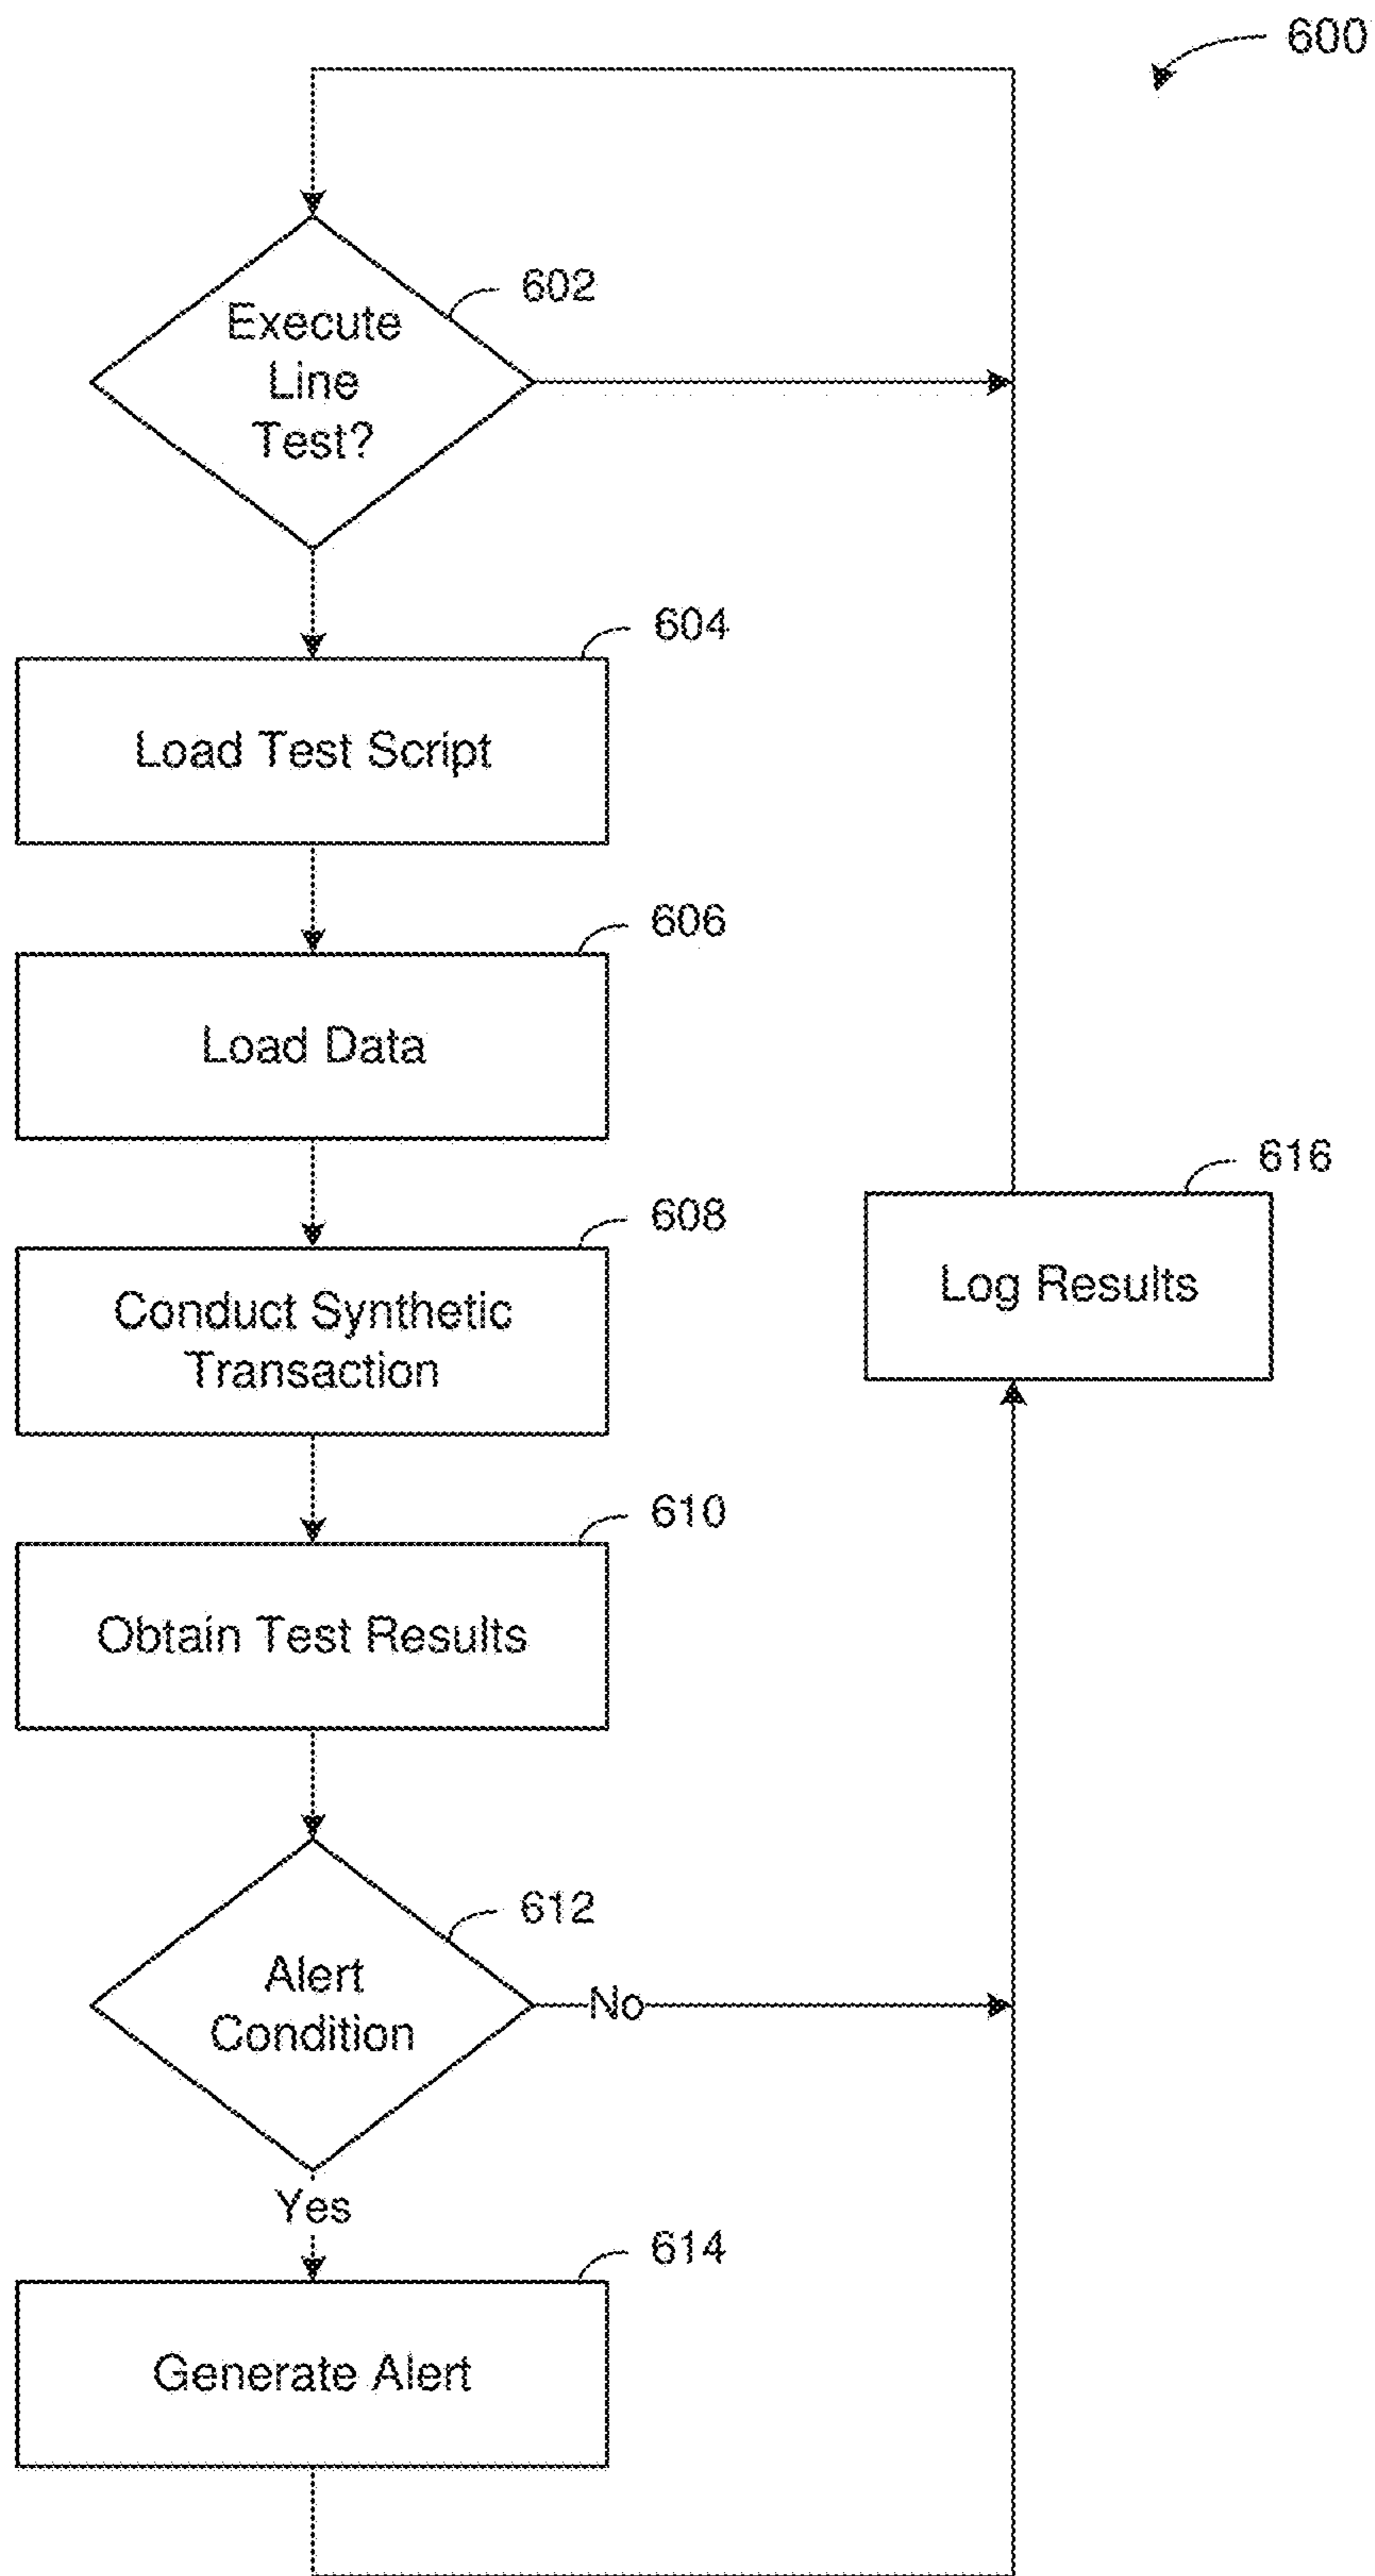 600
602
Execute
Line
Test?
604
Load Test Script
606
Load Data
608
Conduct Synthetic
Transaction
616
Log Results
610
Obtain Test Results
612
Alert
Condition
No
Yes
614
Generate Alert